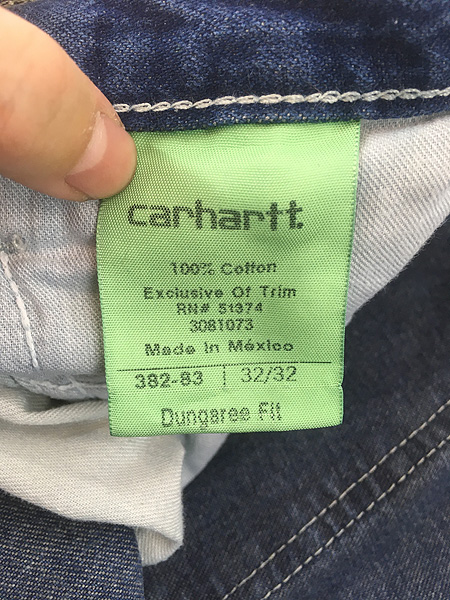 carhartt.
100% Cotton
Exclusive Of Trim
RN# 51374
3081073
Made In México
382-83 | 32/32
Dungaree Fit